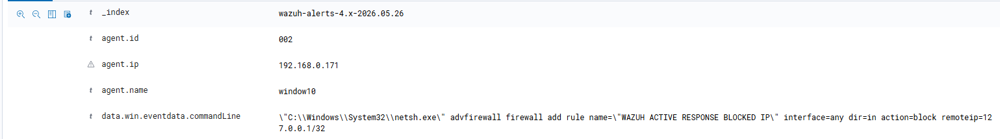 t _index wazuh-alerts-4.x-2026.05.26
t agent.id 002
agent.ip 192.168.0.171
t agent.name window10
t data.win.eventdata.commandLine \"C:\\Windows\\System32\\netsh.exe\" advfirewall firewall add rule name=\"WAZUH ACTIVE RESPONSE BLOCKED IP\" interface=any dir=in action=block remoteip=12
7.0.0.1/32